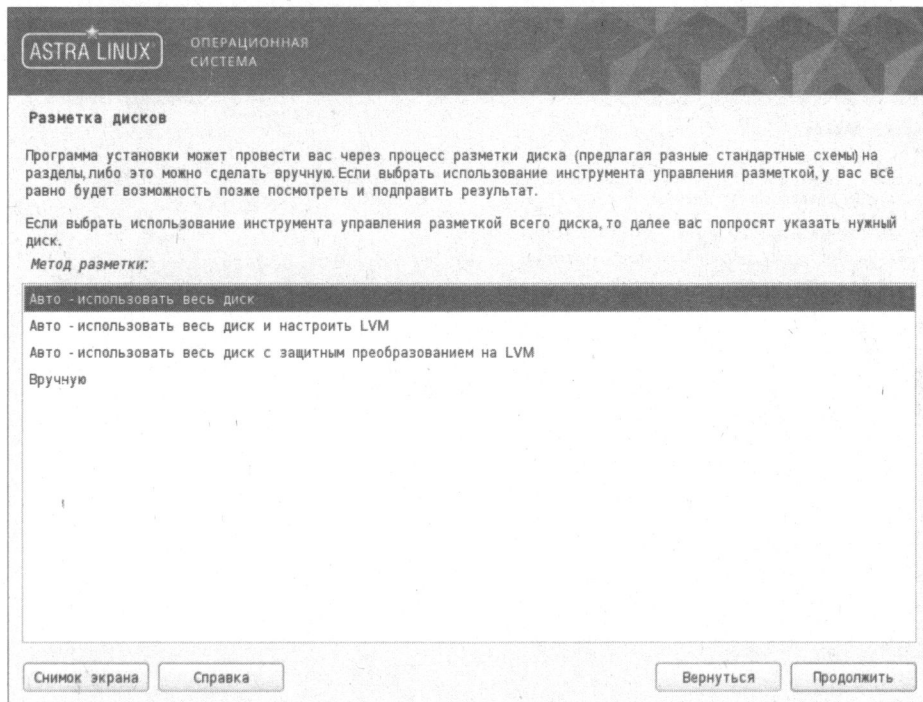 ASTRA LINUX
ОПЕРАЦИОННАЯ
СИСТЕМА
Разметка дисков
Программа установки может провести вас через процесс разметки диска (предлагая разные стандартные схемы) на
разделы, либо это можно сделать вручную. Если выбрать использование инструмента управления разметкой, у вас всё
равно будет возможность позже посмотреть и подправить результат.
Если выбрать использование инструмента управления разметкой всего диска, то далее вас попросят указать нужный
диск.
Метод разметки:
Авто - использовать весь диск
Авто - использовать весь диск и настроить LVM
Авто - использовать весь диск с защитным преобразованием на LVM
Вручную
Снимок экрана
Справка
Вернуться
Продолжить